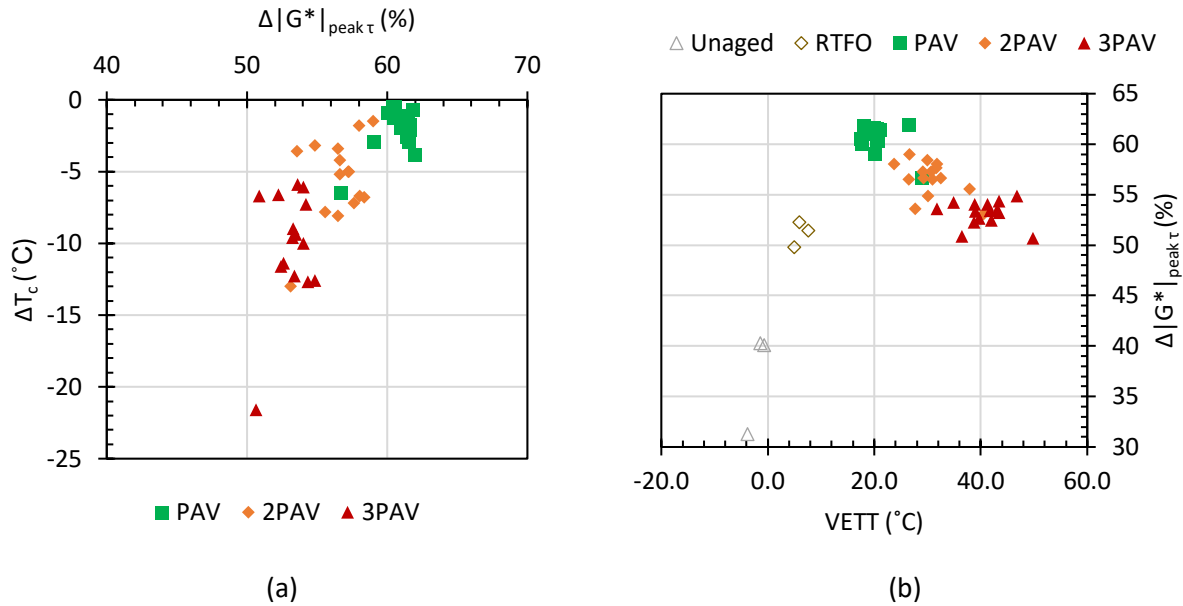 Δ|G*|peak τ (%)
40 50 60 70
0
-5
-10
-15
-20
-25
ΔTc (˚C)
PAV 2PAV 3PAV
(a)
Unaged RTFO PAV 2PAV 3PAV
65
60
55
50
45
40
35
30
Δ|G*|peak τ (%)
-20.0 0.0 20.0 40.0 60.0
VETT (˚C)
(b)